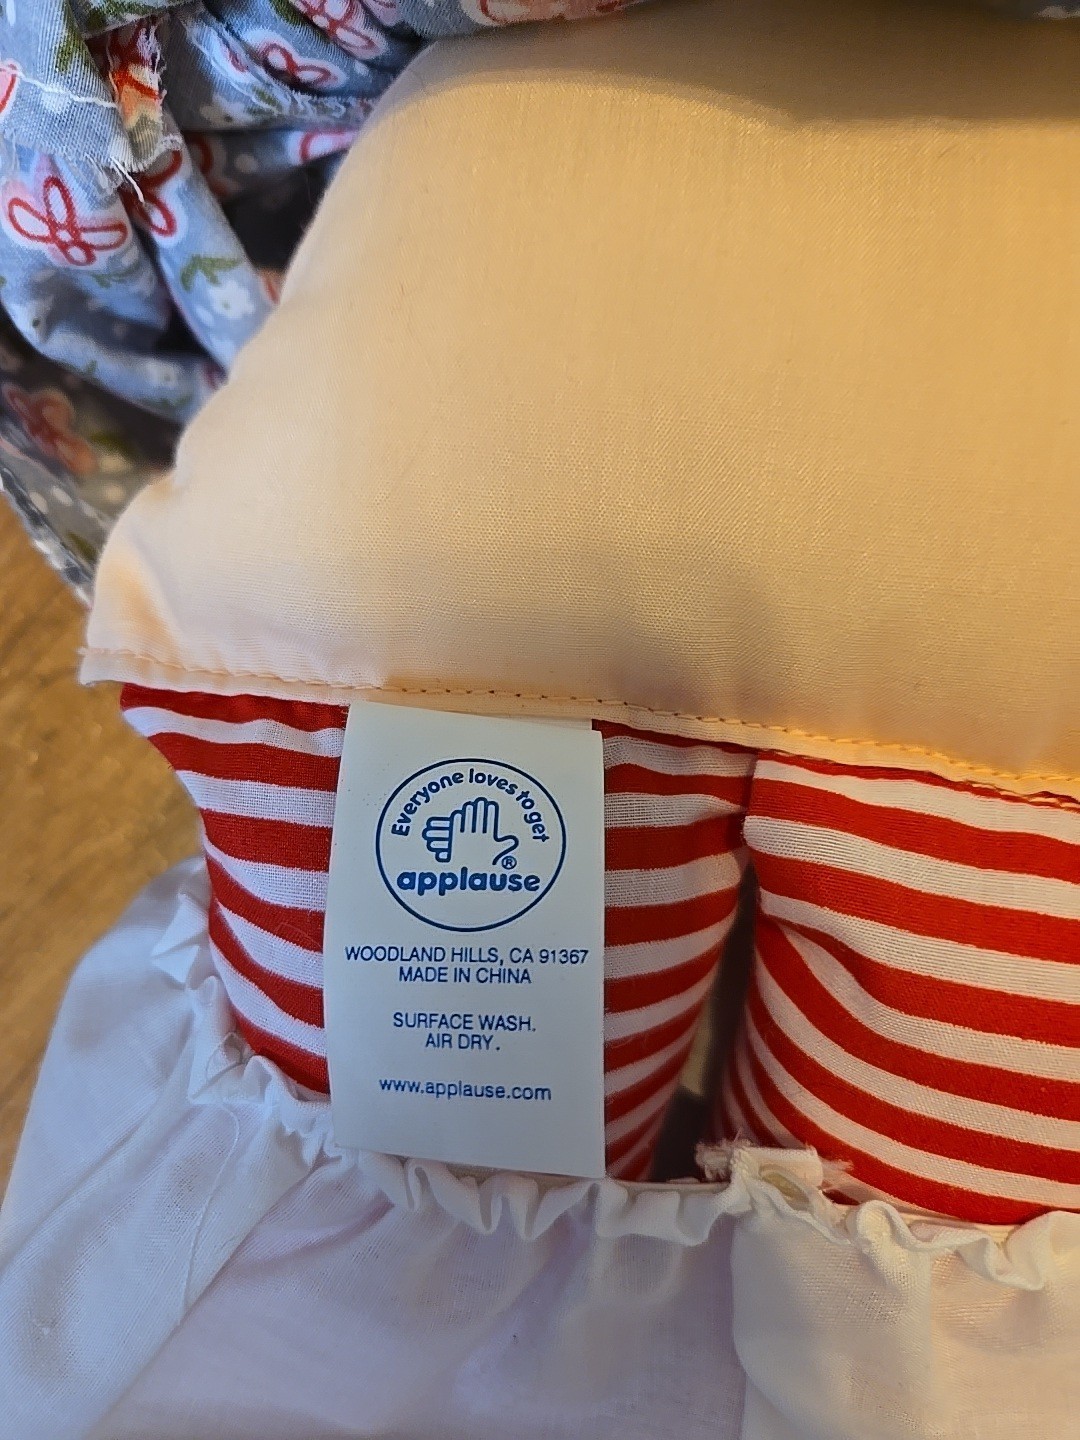 Everyone loves to get
®
applause
WOODLAND HILLS, CA 91367
MADE IN CHINA
SURFACE WASH.
AIR DRY.
www.applause.com